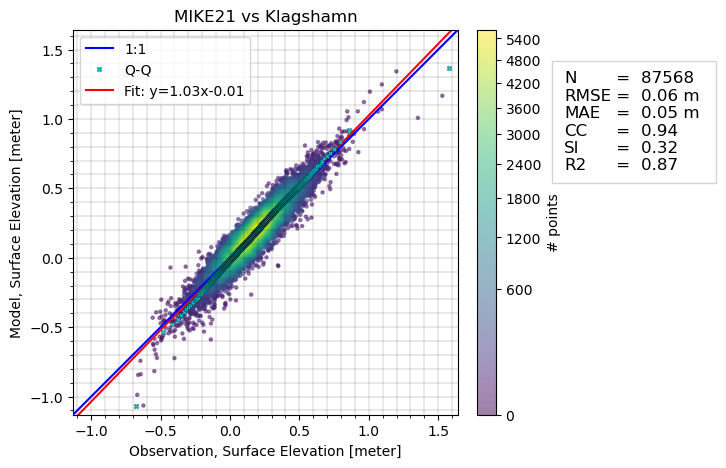 MIKE21 vs Klagshamn
1:1
Q-Q
Fit: y=1.03x-0.01
1.5
1.0
0.5
0.0
−0.5
−1.0
Model, Surface Elevation [meter]
−1.0 −0.5 0.0 0.5 1.0 1.5
Observation, Surface Elevation [meter]
5400
4800
4200
3600
3000
2400
1800
1200
600
0
# points
N = 87568
RMSE = 0.06 m
MAE = 0.05 m
CC = 0.94
SI = 0.32
R2 = 0.87